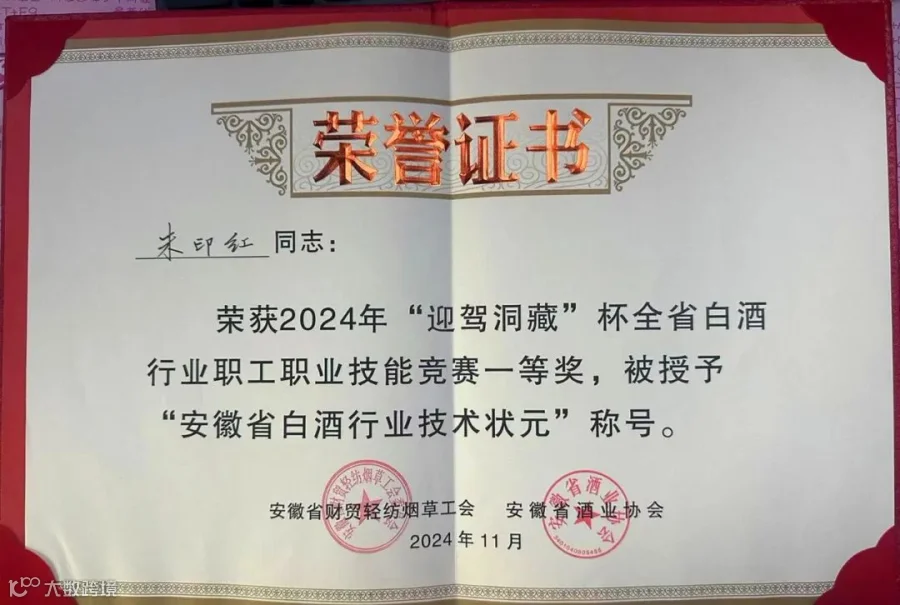 荣誉证书
朱印红 同志：
荣获2024年“迎驾洞藏”杯全省白酒
行业职工职业技能竞赛一等奖，被授予
“安徽省白酒行业技术状元”称号。
安徽省财贸轻纺烟草工会 安徽省酒业协会
2024年11月
大数跨境